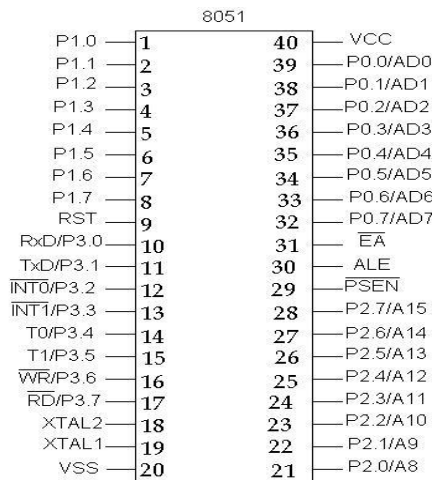 8051
P1.0 1 40 VCC
P1.1 2 39 P0.0/AD0
P1.2 3 38 P0.1/AD1
P1.3 4 37 P0.2/AD2
P1.4 5 36 P0.3/AD3
P1.5 6 35 P0.4/AD4
P1.6 7 34 P0.5/AD5
P1.7 8 33 P0.6/AD6
RST 9 32 P0.7/AD7
RxD/P3.0 10 31 E̅A̅
TxD/P3.1 11 30 ALE
I̅N̅T̅0̅/P3.2 12 29 P̅S̅E̅N̅
I̅N̅T̅1̅/P3.3 13 28 P2.7/A15
T0/P3.4 14 27 P2.6/A14
T1/P3.5 15 26 P2.5/A13
W̅R̅/P3.6 16 25 P2.4/A12
R̅D̅/P3.7 17 24 P2.3/A11
XTAL2 18 23 P2.2/A10
XTAL1 19 22 P2.1/A9
VSS 20 21 P2.0/A8